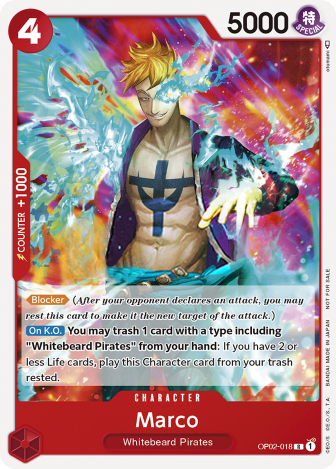 4
5000
特
SPECIAL
otumami
COUNTER +1000
Blocker (After your opponent declares an attack, you may
rest this card to make it the new target of the attack.)
On K.O. You may trash 1 card with a type including
"Whitebeard Pirates" from your hand: If you have 2 or
less Life cards, play this Character card from your trash
rested.
CHARACTER
Marco
Whitebeard Pirates
OP02-018 R 1
BANDAI MADE IN JAPAN NOT FOR SALE